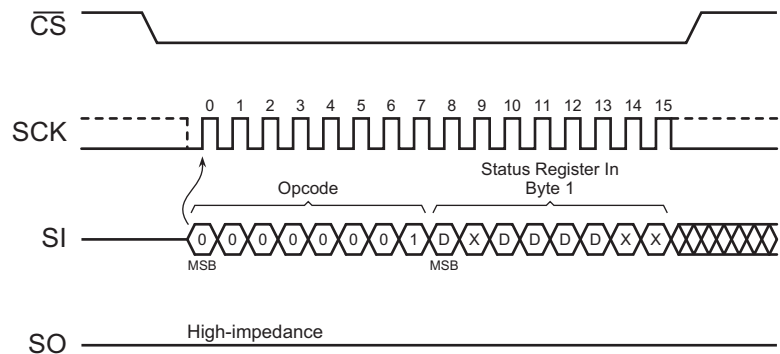 CS
0 1 2 3 4 5 6 7 8 9 10 11 12 13 14 15
SCK
Status Register In
Opcode
Byte 1
SI
0 0 0 0 0 0 0 1 D X D D D D X X
MSB MSB
High-impedance
SO